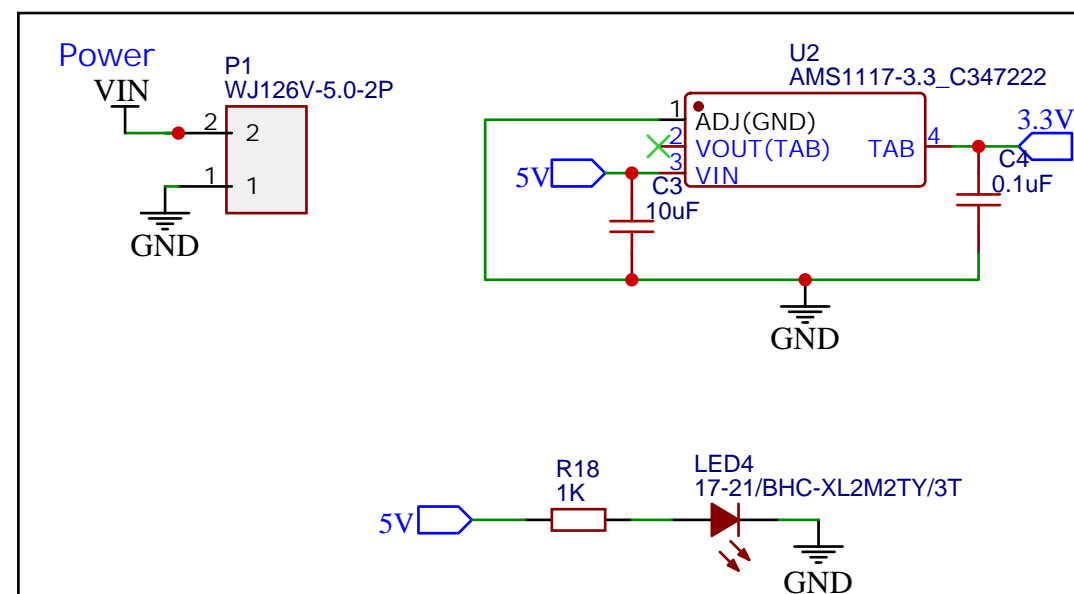 Power
VIN
P1
WJ126V-5.0-2P
2
2
1
1
GND
U2
AMS1117-3.3_C347222
1
ADJ(GND)
2
VOUT(TAB)
3
VIN
TAB
4
5V
C3
10uF
3.3V
C4
0.1uF
GND
R18
1K
LED4
17-21/BHC-XL2M2TY/3T
5V
GND